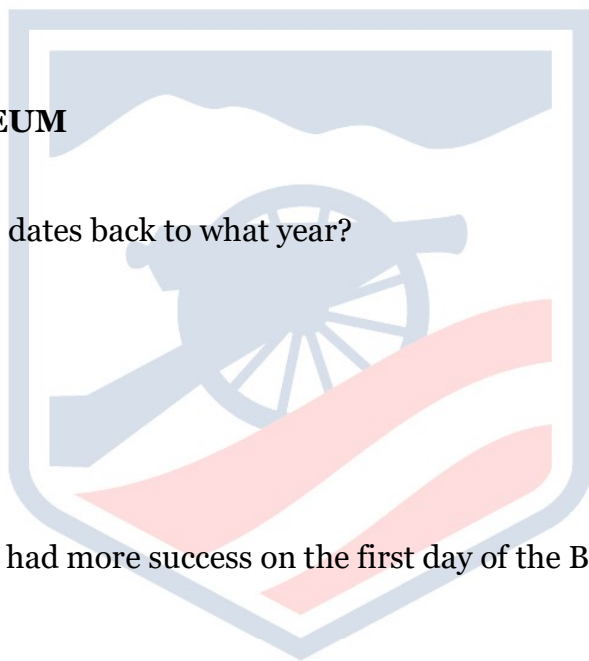 EUM
dates back to what year?
had more success on the first day of the B